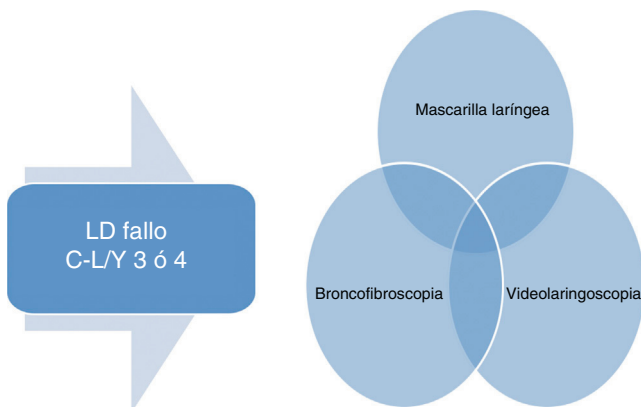 LD fallo
C-L/Y 3 ó 4
Mascarilla laríngea
Broncofibroscopia
Videolaringoscopia